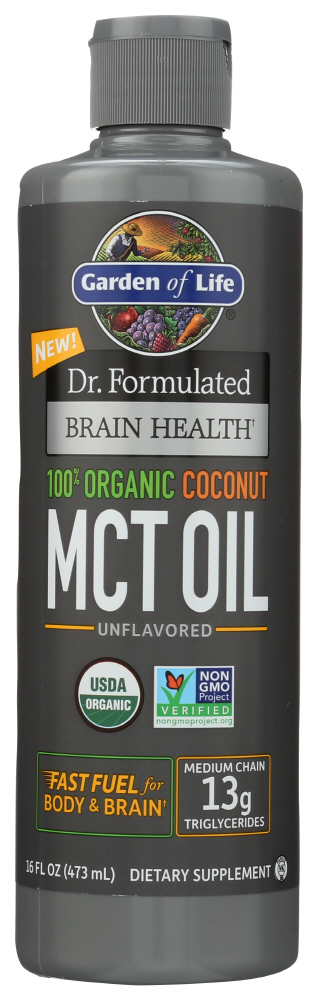 Garden of Life®
NEW!
Dr. Formulated
BRAIN HEALTH†
100% ORGANIC COCONUT
MCT OIL
UNFLAVORED
USDA
ORGANIC
NON
GMO
Project
VERIFIED
nongmoproject.org
FAST FUEL for
BODY & BRAIN†
MEDIUM CHAIN
13g
TRIGLYCERIDES
16 FL OZ (473 mL) DIETARY SUPPLEMENT